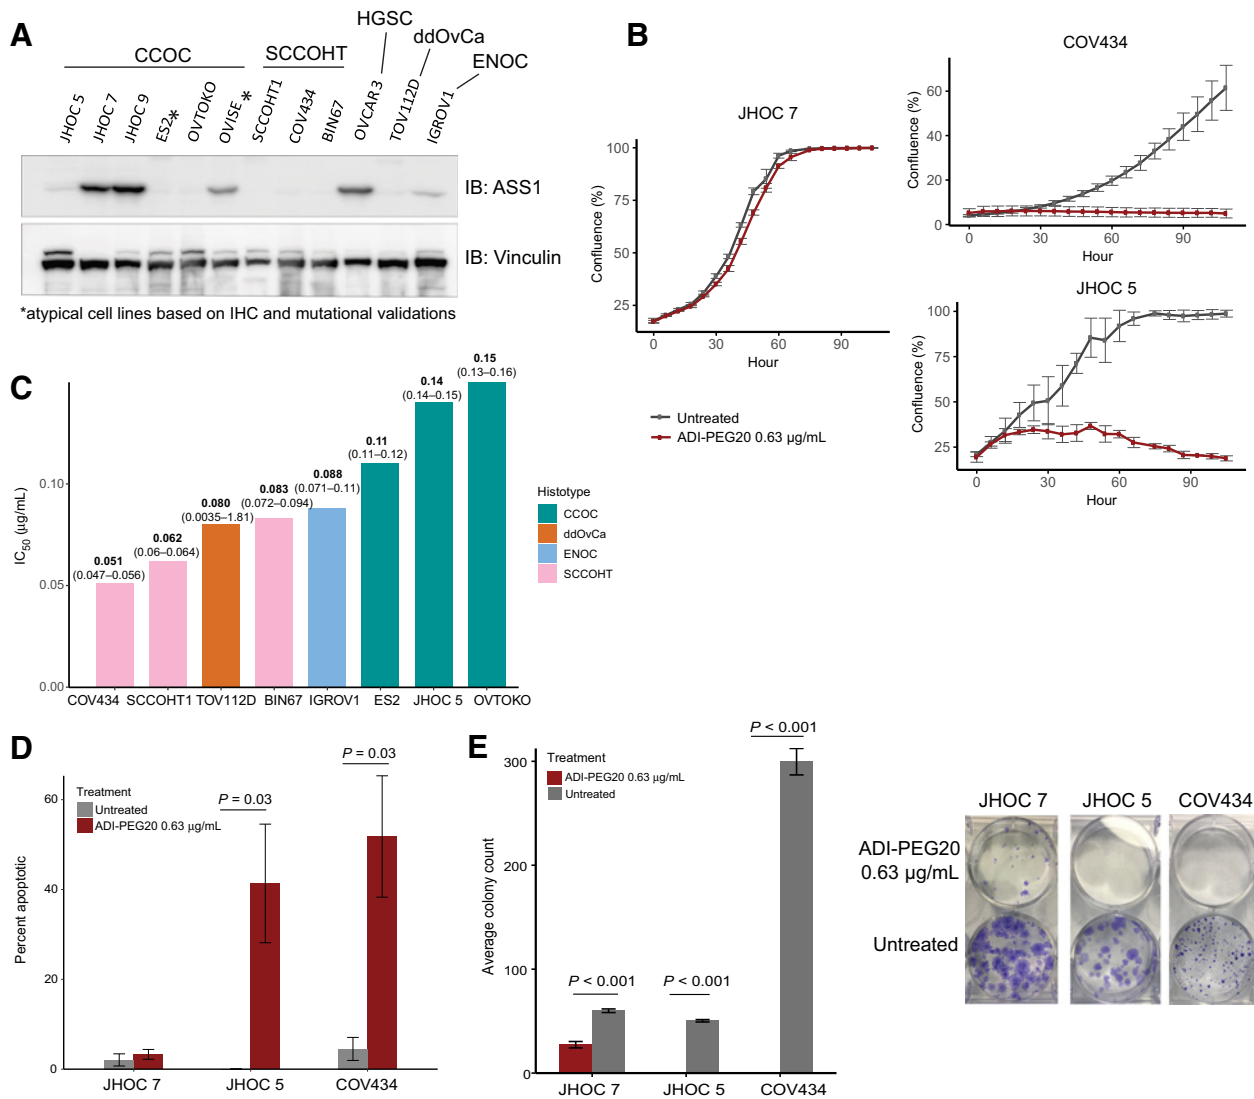 A
CCOC
SCCOHT
HGSC
ddOvCa
ENOC
JHOC 5
JHOC 7
JHOC 9
ES2*
OVTOKO
OVISE *
SCCOHT1
COV434
BIN67
OVCAR 3
TOV112D
IGROV1
IB: ASS1
IB: Vinculin
*atypical cell lines based on IHC and mutational validations
B
JHOC 7
Confluence (%)
100
75
50
25
0 30 60 90
Hour
COV434
Confluence (%)
60
40
20
0
0 30 60 90
Hour
JHOC 5
Confluence (%)
100
75
50
25
0 30 60 90
Hour
Untreated
ADI-PEG20 0.63 µg/mL
C
IC50 (µg/mL)
0.10
0.05
0.00
0.051
(0.047–0.056)
0.062
(0.06–0.064)
0.080
(0.0035–1.81)
0.083
(0.072–0.094)
0.088
(0.071–0.11)
0.11
(0.11–0.12)
0.14
(0.14–0.15)
0.15
(0.13–0.16)
COV434 SCCOHT1 TOV112D BIN67 IGROV1 ES2 JHOC 5 OVTOKO
Histotype
CCOC
ddOvCa
ENOC
SCCOHT
D
Percent apoptotic
60
40
20
0
Treatment
Untreated
ADI-PEG20 0.63 µg/mL
P = 0.03
P = 0.03
JHOC 7 JHOC 5 COV434
E
Average colony count
300
200
100
0
Treatment
ADI-PEG20 0.63 µg/mL
Untreated
P < 0.001
P < 0.001
P < 0.001
JHOC 7 JHOC 5 COV434
JHOC 7 JHOC 5 COV434
ADI-PEG20
0.63 µg/mL
Untreated